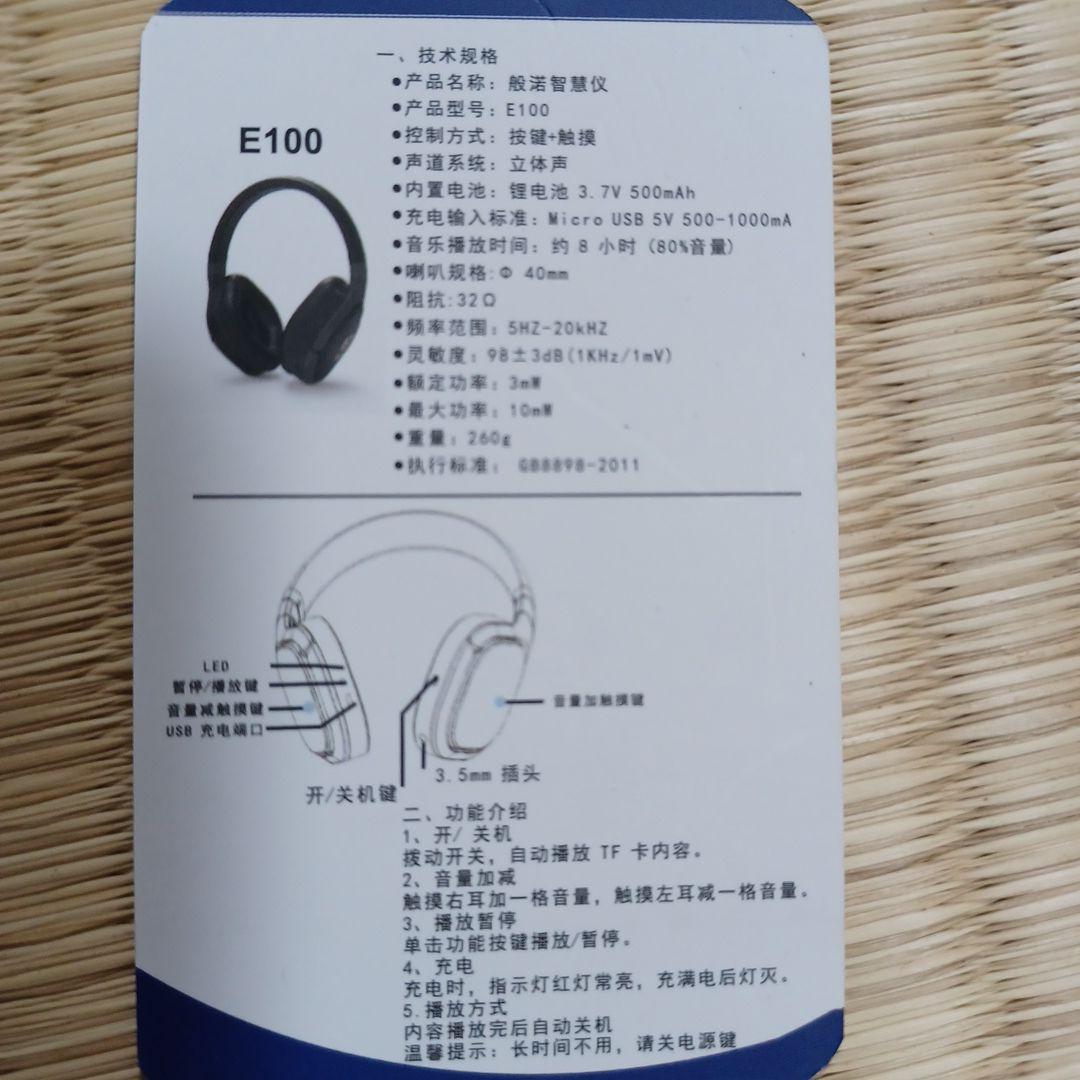 E100
一、技术规格
●产品名称：般渃智慧仪
●产品型号：E100
●控制方式：按键+触摸
●声道系统：立体声
●内置电池：锂电池 3.7V 500mAh
●充电输入标准：Micro USB 5V 500-1000mA
●音乐播放时间：约 8 小时（80%音量）
●喇叭规格:Φ 40mm
●阻抗:32Ω
●频率范围：5HZ-20kHZ
●灵敏度：98±3dB(1KHz/1mV)
●额定功率：3mW
●最大功率：10mW
●重量：260g
●执行标准： GB8898-2011
LED
暂停/播放键
音量减触摸键
USB 充电端口
音量加触摸键
3.5mm 插头
开/关机键
二、功能介绍
1、开/ 关机
拨动开关，自动播放 TF 卡内容。
2、音量加减
触摸右耳加一格音量，触摸左耳减一格音量。
3、播放暂停
单击功能按键播放/暂停。
4、充电
充电时，指示灯红灯常亮，充满电后灯灭。
5.播放方式
内容播放完后自动关机
温馨提示：长时间不用，请关电源键